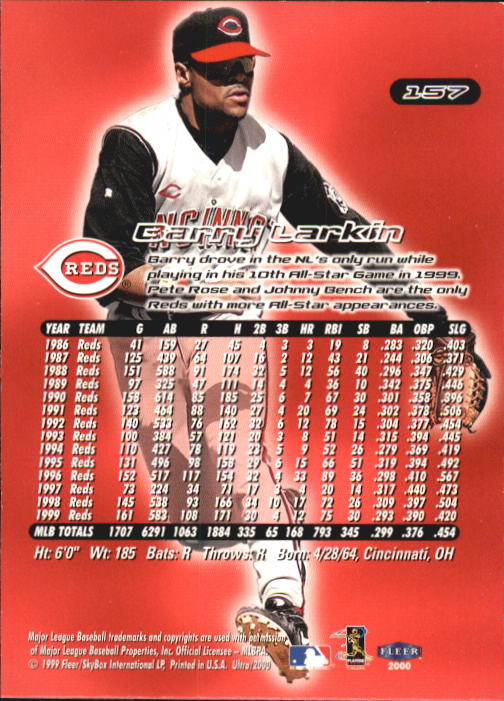 157
CINCINNA
Barry Larkin
REDS
Barry drove in the NL's only run while
playing in his 10th All-Star Game in 1999.
Pete Rose and Johnny Bench are the only
Reds with more All-Star appearances.
YEAR TEAM G AB R H 2B 3B HR RBI SB BA OBP SLG
1986 Reds 41 159 27 45 4 3 3 19 8 .283 .320 .403
1987 Reds 125 439 64 107 16 2 12 43 21 .244 .306 .371
1988 Reds 151 588 91 174 32 5 12 56 40 .296 .347 .429
1989 Reds 97 325 47 111 14 4 4 36 10 .342 .375 .446
1990 Reds 158 614 85 185 25 6 7 67 30 .301 .358 .396
1991 Reds 123 464 88 140 27 4 20 69 24 .302 .378 .506
1992 Reds 140 533 76 162 32 6 12 78 15 .304 .377 .454
1993 Reds 100 384 57 121 20 3 8 51 14 .315 .394 .445
1994 Reds 110 427 78 119 23 5 9 52 26 .279 .369 .419
1995 Reds 131 496 98 158 29 6 15 66 51 .319 .394 .492
1996 Reds 152 517 117 154 32 4 33 89 36 .298 .410 .567
1997 Reds 73 224 34 71 17 3 4 20 14 .317 .440 .473
1998 Reds 145 538 93 166 34 10 17 72 26 .309 .397 .504
1999 Reds 161 583 108 171 30 4 12 75 30 .293 .390 .420
MLB TOTALS 1707 6291 1063 1884 335 65 168 793 345 .299 .376 .454
Ht: 6'0" Wt: 185 Bats: R Throws: R Born: 4/28/64, Cincinnati, OH
Major League Baseball trademarks and copyrights are used with permission
of Major League Baseball Properties, Inc. Official Licensee – MLBPA
© 1999 Fleer/SkyBox International LP, Printed in U.S.A. Ultra/2000
FLEER
2000